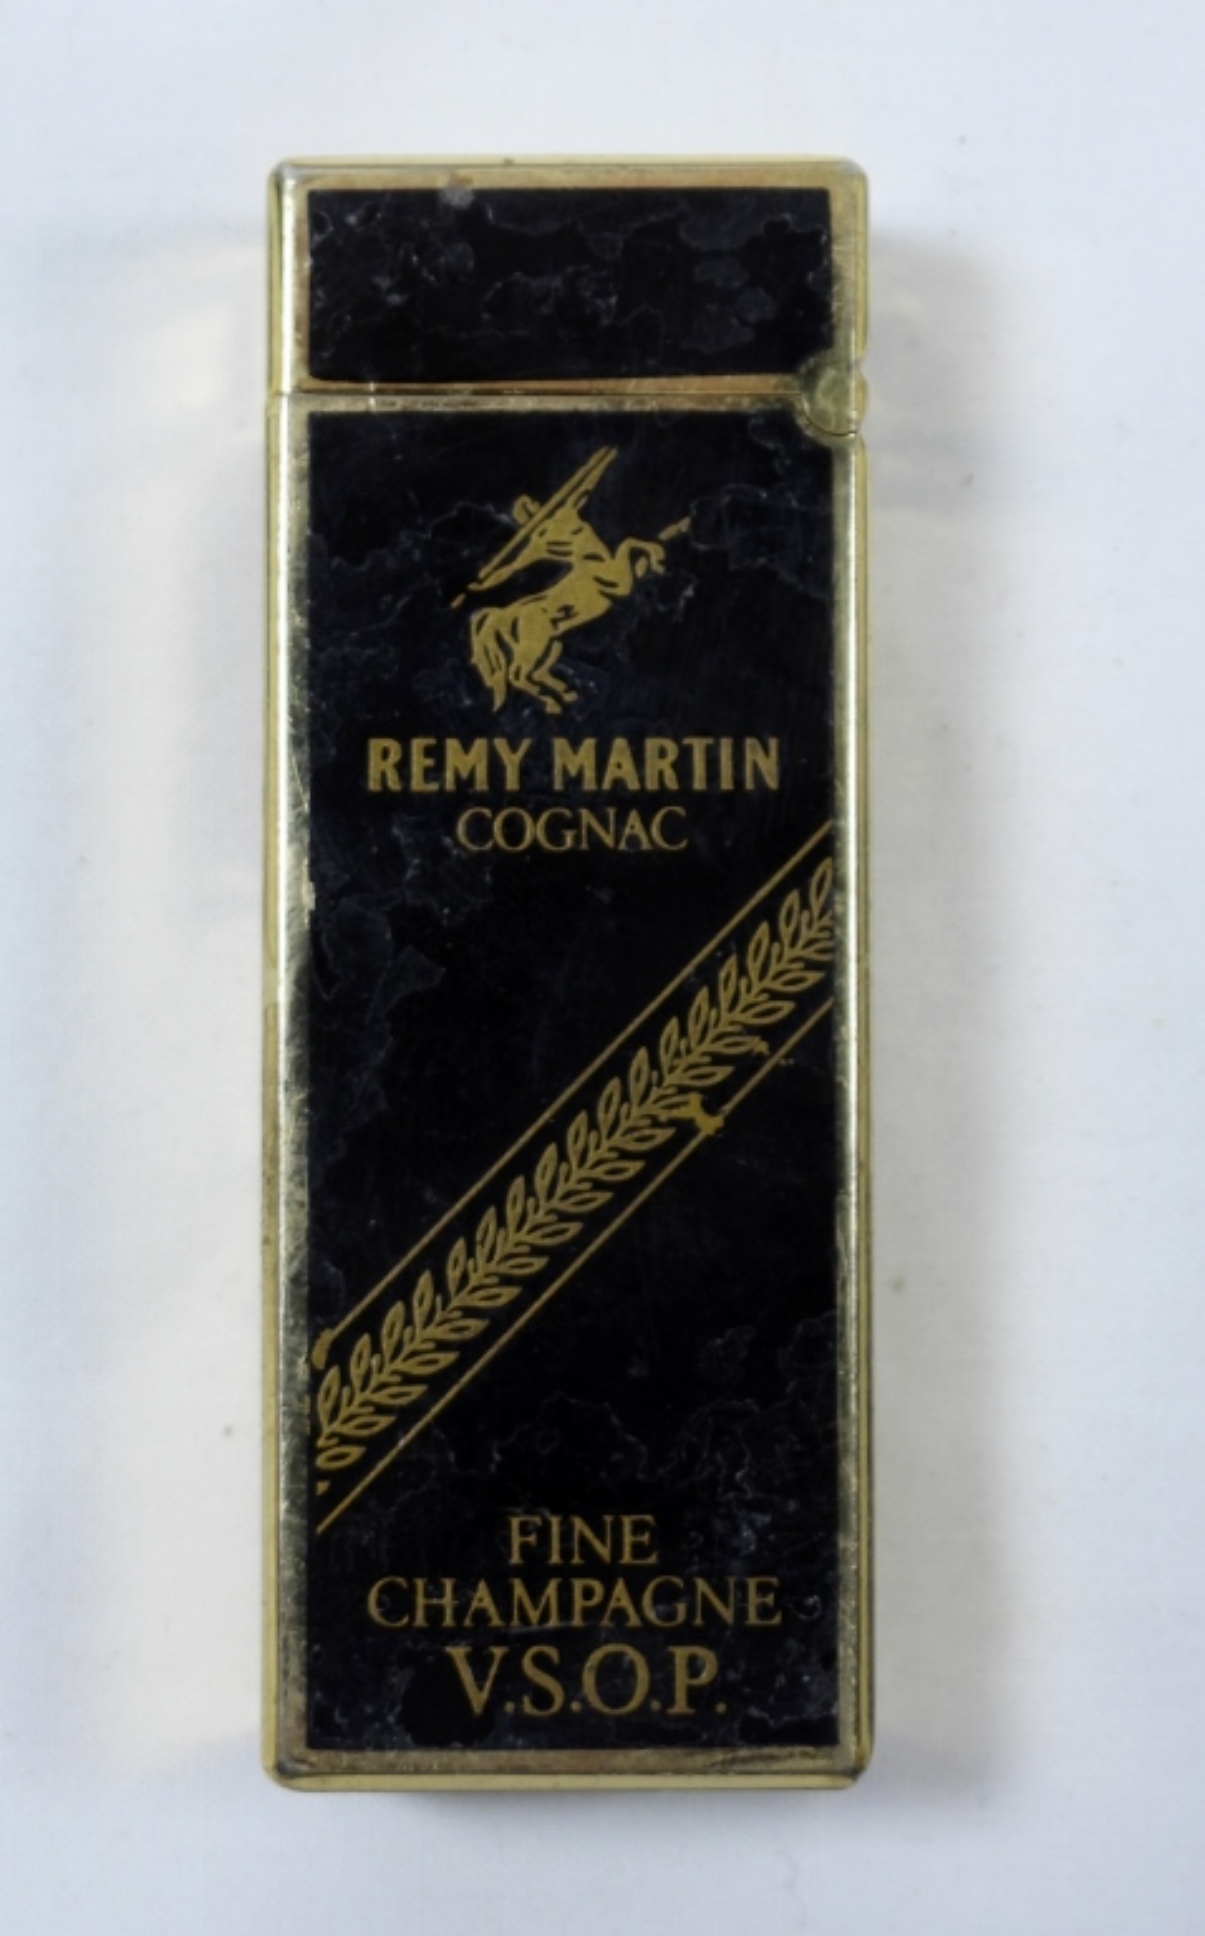 REMY MARTIN
COGNAC
FINE
CHAMPAGNE
V.S.O.P.